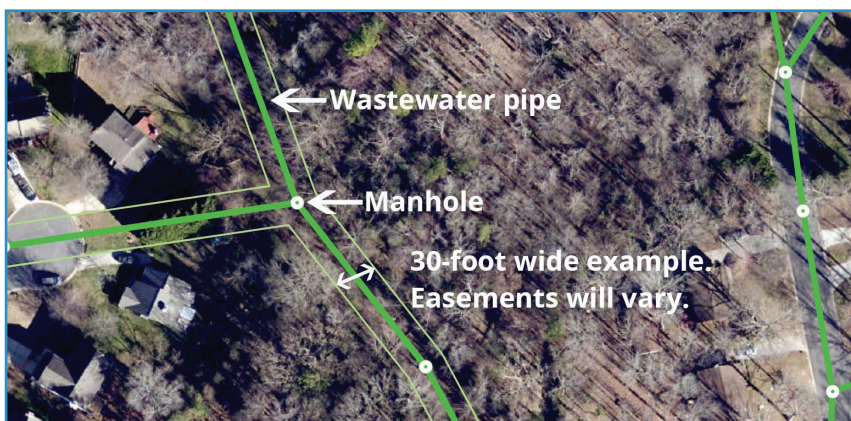 Wastewater pipe
Manhole
30-foot wide example.
Easements will vary.